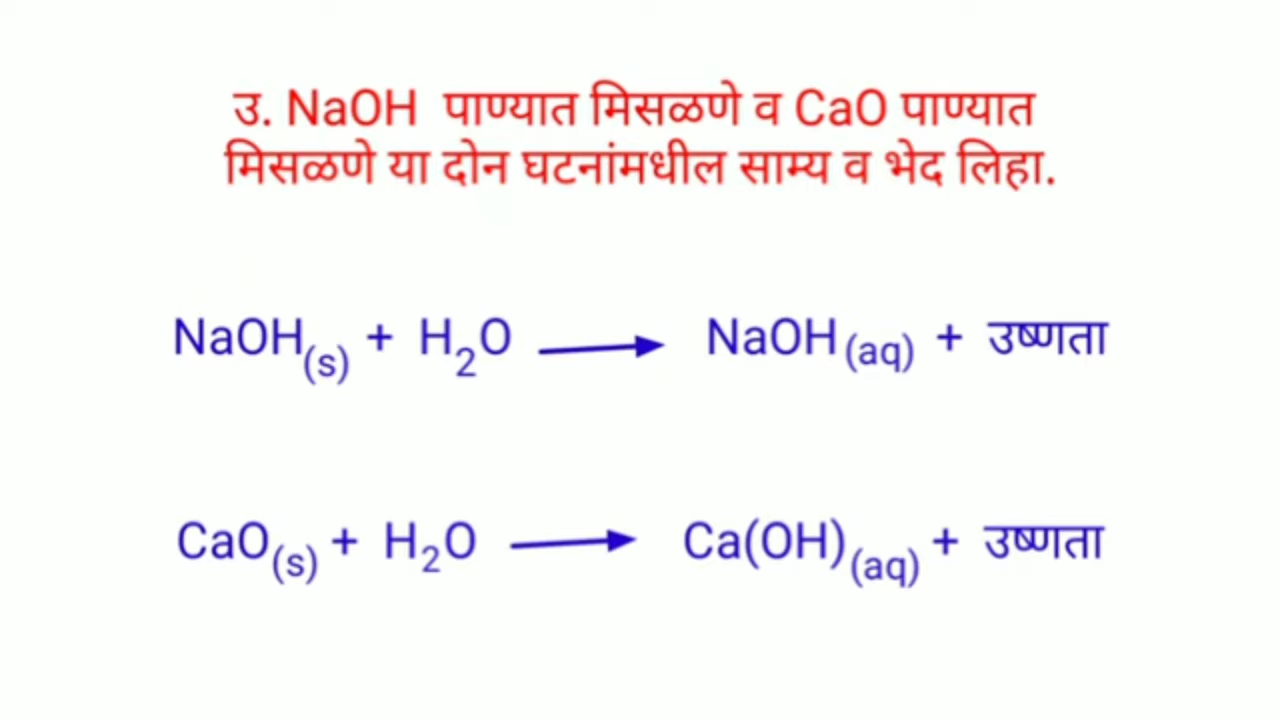 उ. NaOH पाण्यात मिसळणे व CaO पाण्यात
मिसळणे या दोन घटनांमधील साम्य व भेद लिहा.
NaOH(s) + H2O → NaOH(aq) + उष्णता
CaO(s) + H2O → Ca(OH)(aq) + उष्णता